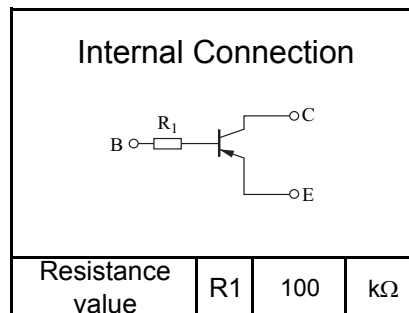 Internal Connection
R1
C
B
E
Resistance value
R1
100
kΩ